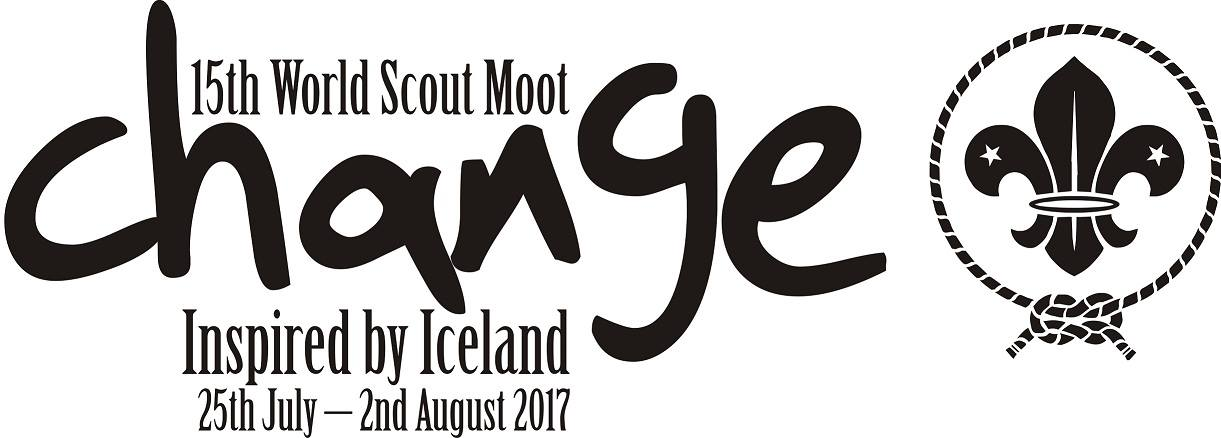 15th World Scout Moot
change
Inspired by Iceland
25th July – 2nd August 2017